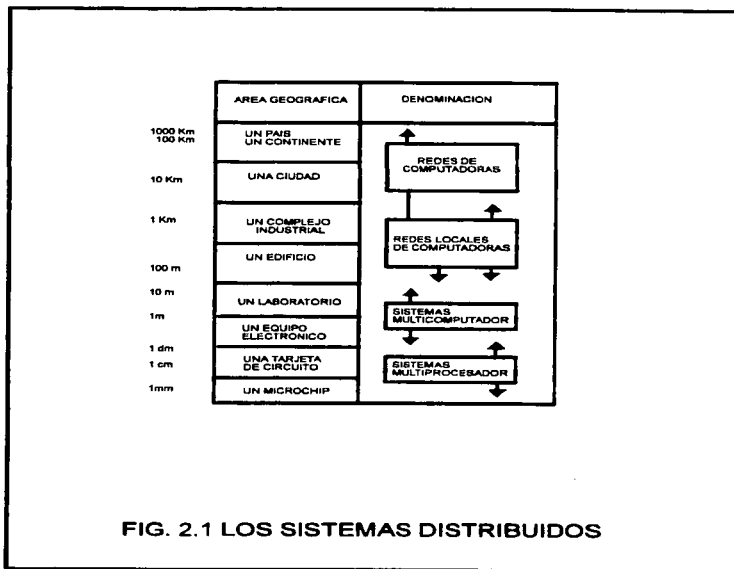 AREA GEOGRAFICA
DENOMINACION
1000 Km
100 Km
UN PAIS
UN CONTINENTE
REDES DE
COMPUTADORAS
10 Km
UNA CIUDAD
1 Km
UN COMPLEJO
INDUSTRIAL
REDES LOCALES
DE COMPUTADORAS
UN EDIFICIO
100 m
10 m
UN LABORATORIO
SISTEMAS
MULTICOMPUTADOR
1m
UN EQUIPO
ELECTRONICO
1 dm
UNA TARJETA
DE CIRCUITO
SISTEMAS
MULTIPROCESADOR
1 cm
1mm
UN MICROCHIP
FIG. 2.1 LOS SISTEMAS DISTRIBUIDOS